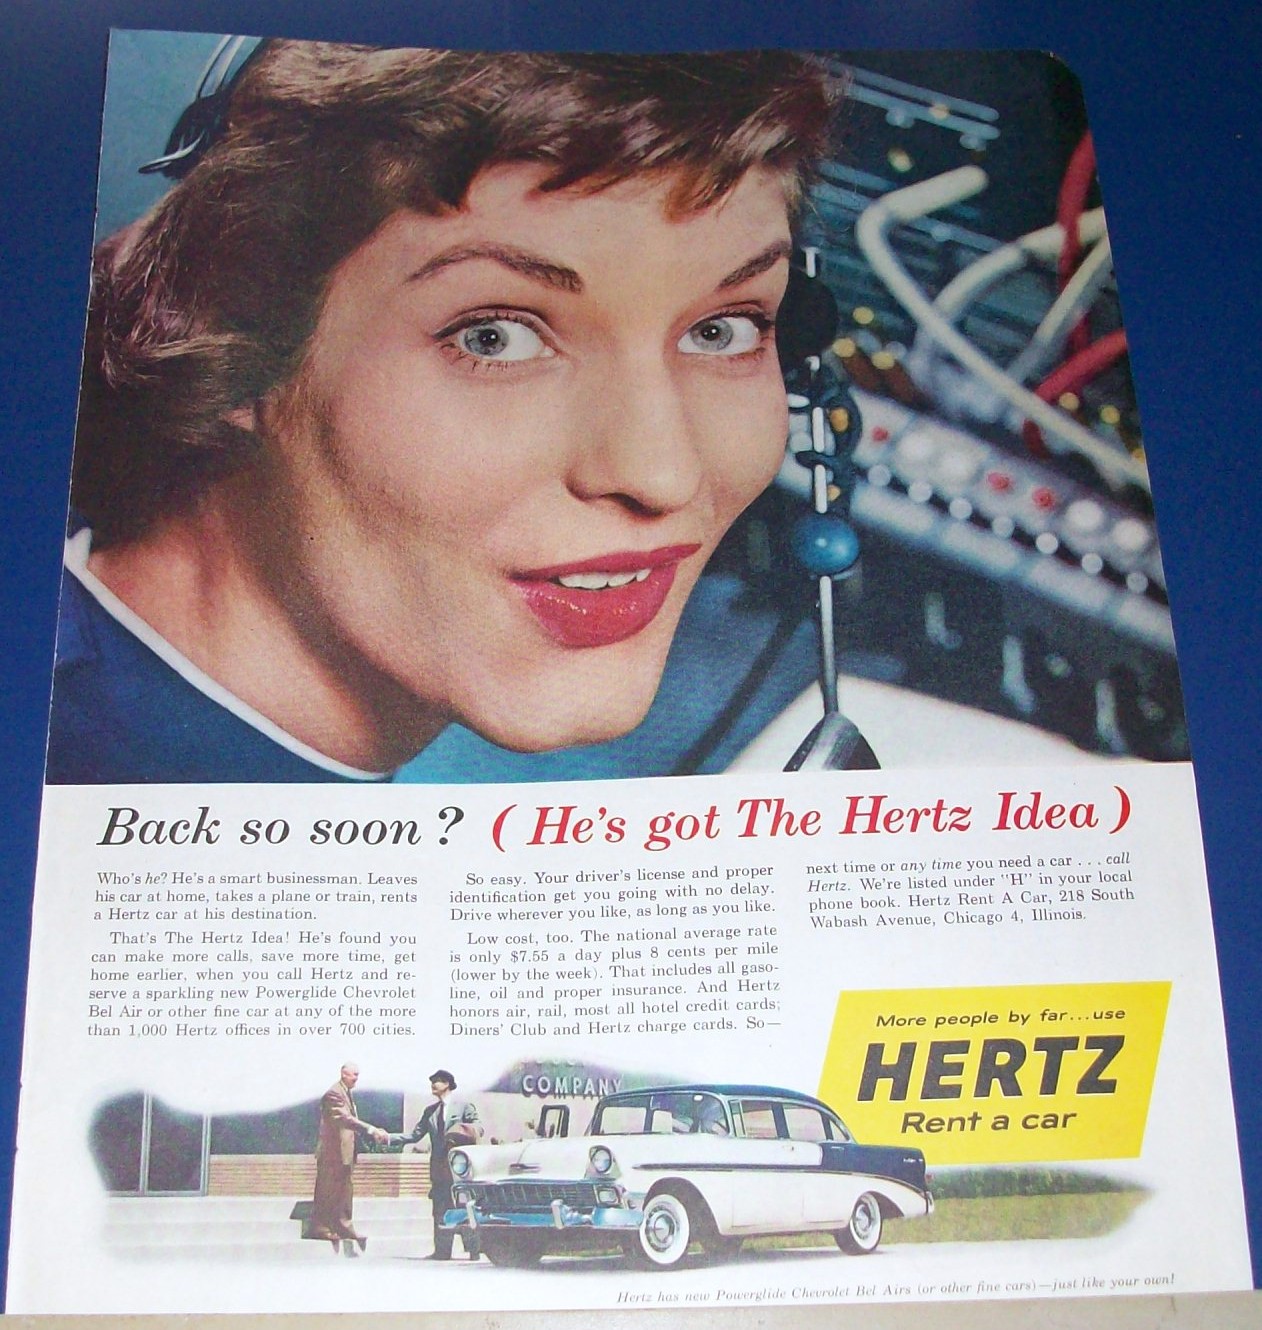 Back so soon? (He's got The Hertz Idea)
Who's he? He's a smart businessman. Leaves
his car at home, takes a plane or train, rents
a Hertz car at his destination.
That's The Hertz Idea! He's found you
can make more calls, save more time, get
home earlier, when you call Hertz and re-
serve a sparkling new Powerglide Chevrolet
Bel Air or other fine car at any of the more
than 1,000 Hertz offices in over 700 cities.
So easy. Your driver's license and proper
identification get you going with no delay.
Drive wherever you like, as long as you like.
Low cost, too. The national average rate
is only $7.55 a day plus 8 cents per mile
(lower by the week). That includes all gaso-
line, oil and proper insurance. And Hertz
honors air, rail, most all hotel credit cards;
Diners' Club and Hertz charge cards. So—
next time or any time you need a car . . . call
Hertz. We're listed under "H" in your local
phone book. Hertz Rent A Car, 218 South
Wabash Avenue, Chicago 4, Illinois.
More people by far...use
HERTZ
Rent a car
COMPANY
Hertz has new Powerglide Chevrolet Bel Airs (or other fine cars)—just like your own!